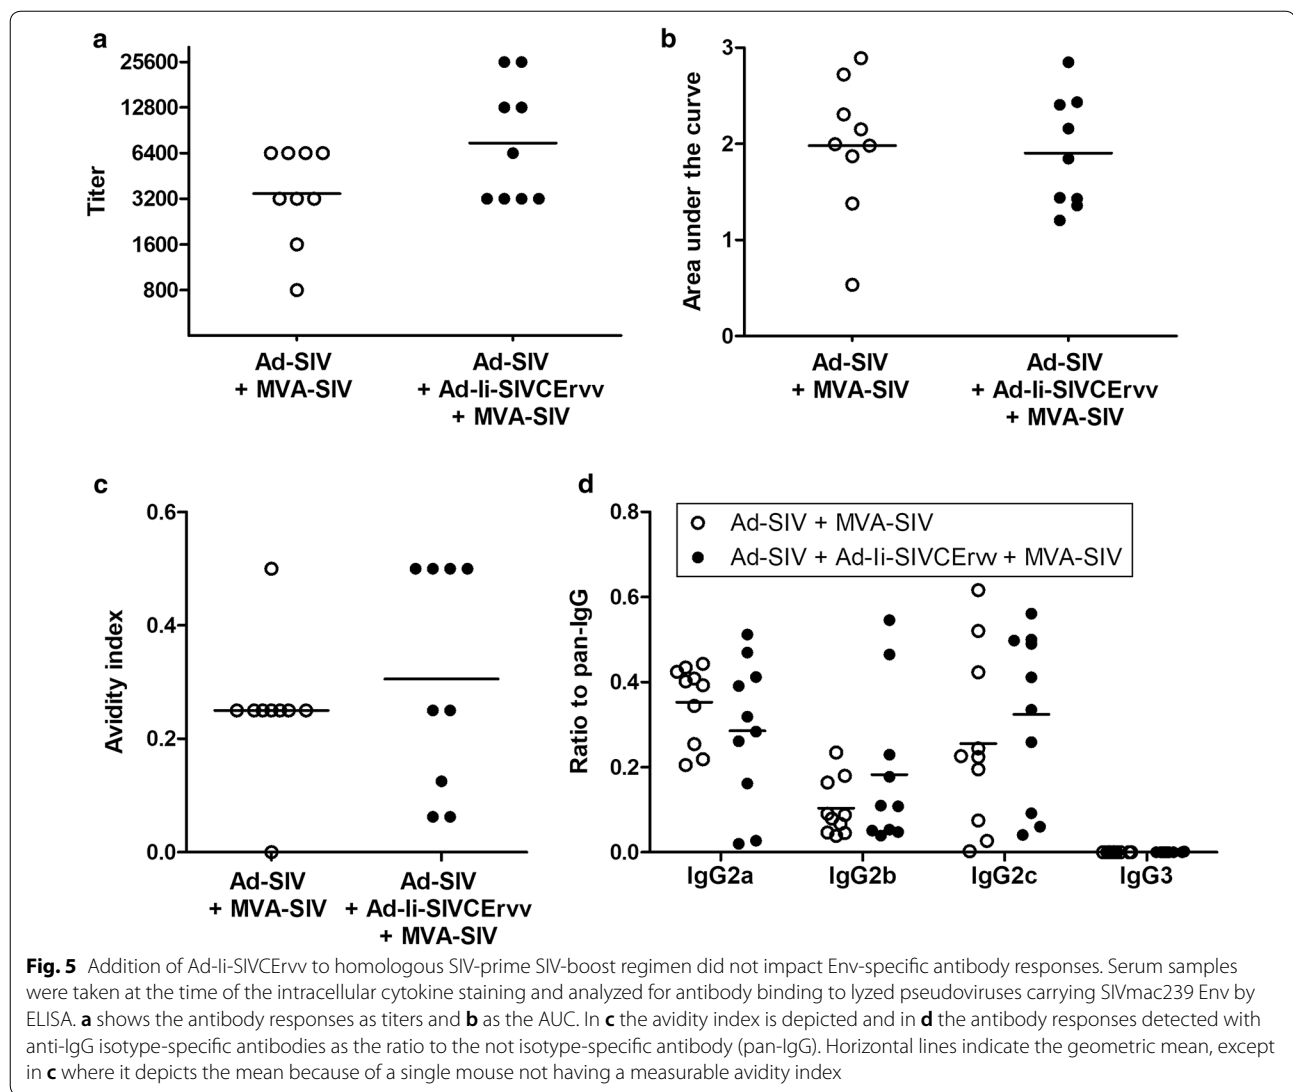 a
25600
12800
6400
3200
1600
800
Titer
Ad-SIV
+ MVA-SIV
Ad-SIV
+ Ad-Ii-SIVCErvv
+ MVA-SIV
b
3
2
1
0
Area under the curve
Ad-SIV
+ MVA-SIV
Ad-SIV
+ Ad-Ii-SIVCErvv
+ MVA-SIV
c
0.6
0.4
0.2
0.0
Avidity index
Ad-SIV
+ MVA-SIV
Ad-SIV
+ Ad-Ii-SIVCErvv
+ MVA-SIV
d
0.8
0.6
0.4
0.2
0.0
Ratio to pan-IgG
Ad-SIV + MVA-SIV
Ad-SIV + Ad-Ii-SIVCErvv + MVA-SIV
IgG2a
IgG2b
IgG2c
IgG3
Fig. 5 Addition of Ad-Ii-SIVCErvv to homologous SIV-prime SIV-boost regimen did not impact Env-specific antibody responses. Serum samples
were taken at the time of the intracellular cytokine staining and analyzed for antibody binding to lyzed pseudoviruses carrying SIVmac239 Env by
ELISA. a shows the antibody responses as titers and b as the AUC. In c the avidity index is depicted and in d the antibody responses detected with
anti-IgG isotype-specific antibodies as the ratio to the not isotype-specific antibody (pan-IgG). Horizontal lines indicate the geometric mean, except
in c where it depicts the mean because of a single mouse not having a measurable avidity index